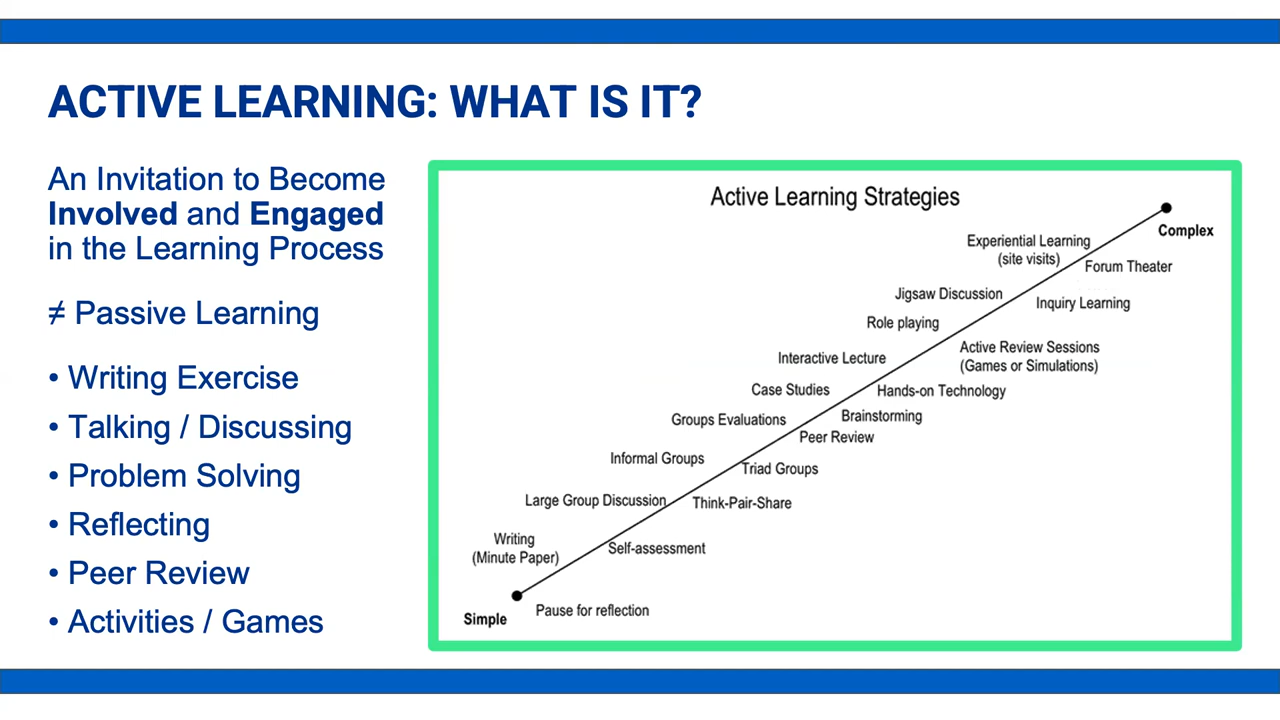 ACTIVE LEARNING: WHAT IS IT?
An Invitation to Become
Involved and Engaged
in the Learning Process
≠ Passive Learning
• Writing Exercise
• Talking / Discussing
• Problem Solving
• Reflecting
• Peer Review
• Activities / Games
Active Learning Strategies
Complex
Experiential Learning
(site visits)
Forum Theater
Jigsaw Discussion
Inquiry Learning
Role playing
Active Review Sessions
(Games or Simulations)
Interactive Lecture
Case Studies
Hands-on Technology
Groups Evaluations
Brainstorming
Peer Review
Informal Groups
Triad Groups
Large Group Discussion
Think-Pair-Share
Writing
(Minute Paper)
Self-assessment
Simple
Pause for reflection